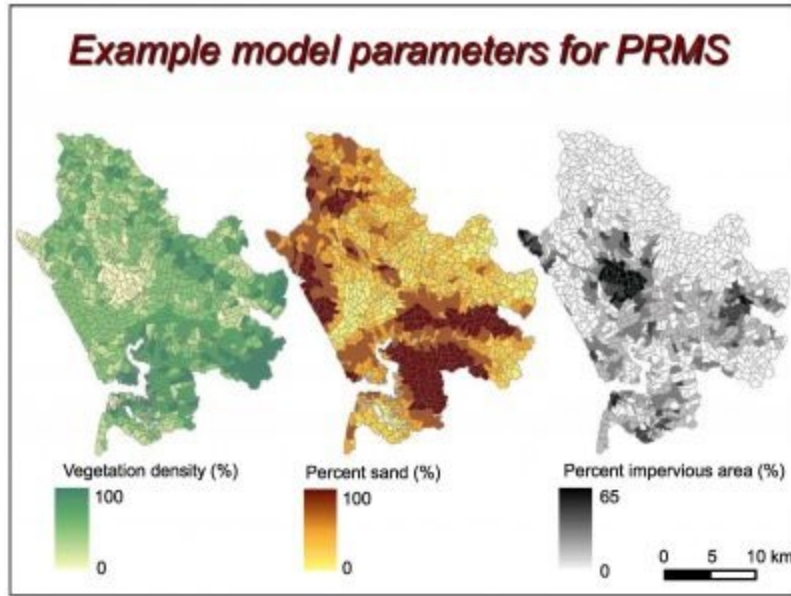 Example model parameters for PRMS
Vegetation density (%)
100
0
Percent sand (%)
100
0
Percent impervious area (%)
65
0
0 5 10 km